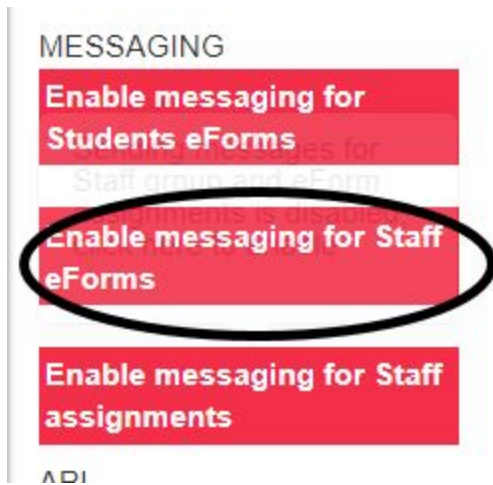 MESSAGING
Enable messaging for
Students eForms
Sending messages for
Staff group and eForm
assignments is disabled,
click here to enable
Enable messaging for Staff
eForms
Enable messaging for Staff
assignments
API